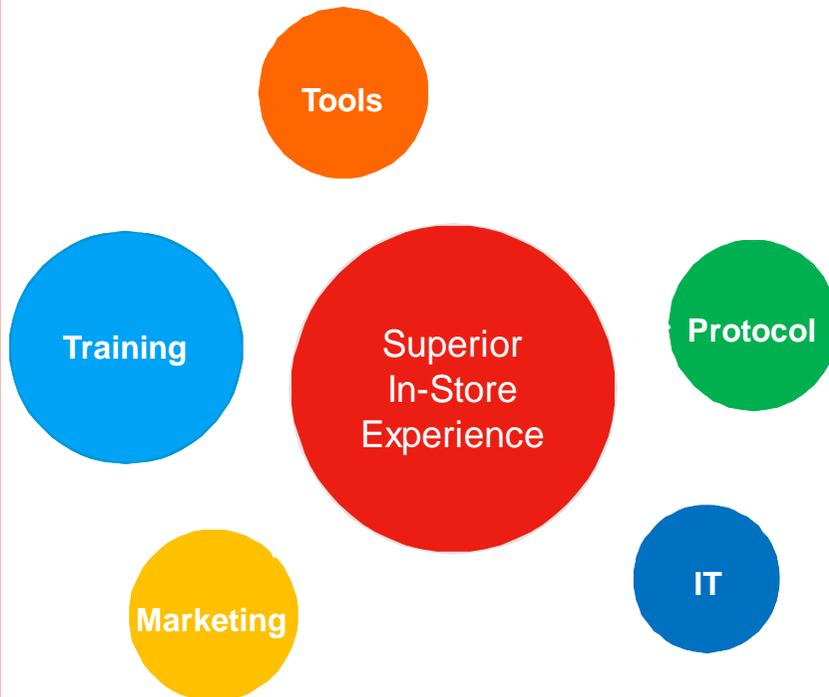 Tools
Training
Superior
In-Store
Experience
Protocol
Marketing
IT